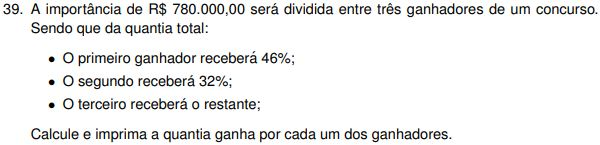 39. A importância de R$ 780.000,00 será dividida entre três ganhadores de um concurso.
Sendo que da quantia total:
• O primeiro ganhador receberá 46%;
• O segundo receberá 32%;
• O terceiro receberá o restante;
Calcule e imprima a quantia ganha por cada um dos ganhadores.